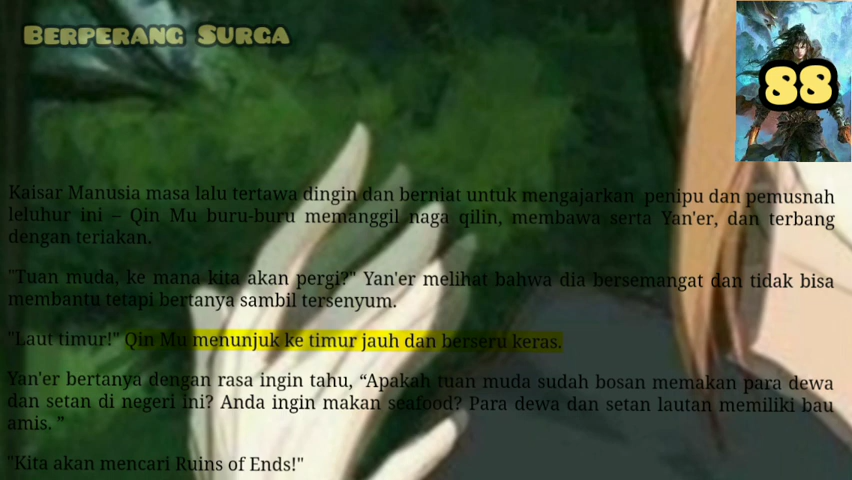 Berperang Surga
88
Kaisar Manusia masa lalu tertawa dingin dan berniat untuk mengajarkan penipu dan pemusnah
leluhur ini – Qin Mu buru-buru memanggil naga qilin, membawa serta Yan'er, dan terbang
dengan teriakan.
"Tuan muda, ke mana kita akan pergi?" Yan'er melihat bahwa dia bersemangat dan tidak bisa
membantu tetapi bertanya sambil tersenyum.
"Laut timur!" Qin Mu menunjuk ke timur jauh dan berseru keras.
Yan'er bertanya dengan rasa ingin tahu, “Apakah tuan muda sudah bosan memakan para dewa
dan setan di negeri ini? Anda ingin makan seafood? Para dewa dan setan lautan memiliki bau
amis. ”
"Kita akan mencari Ruins of Ends!"